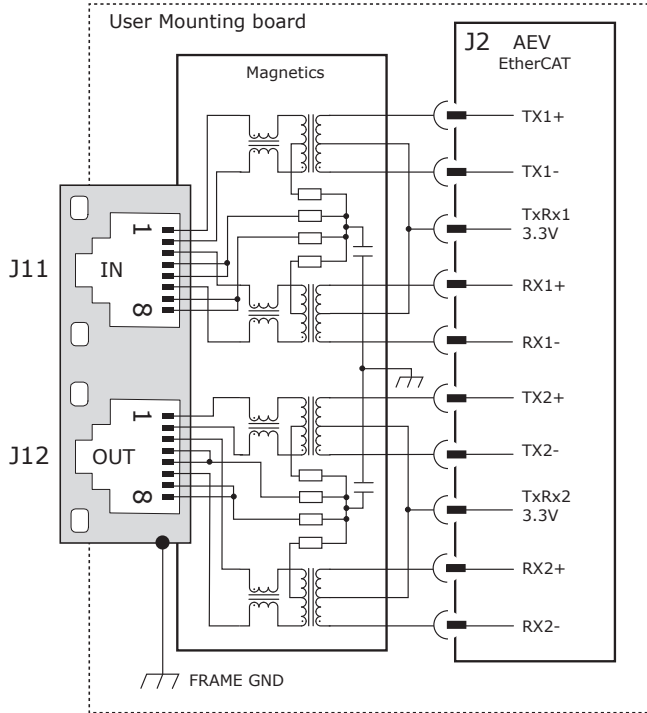 User Mounting board
J2 AEV
EtherCAT
Magnetics
TX1+
TX1-
TxRx1
3.3V
RX1+
RX1-
TX2+
TX2-
TxRx2
3.3V
RX2+
RX2-
J11
1
IN
8
J12
1
OUT
8
FRAME GND